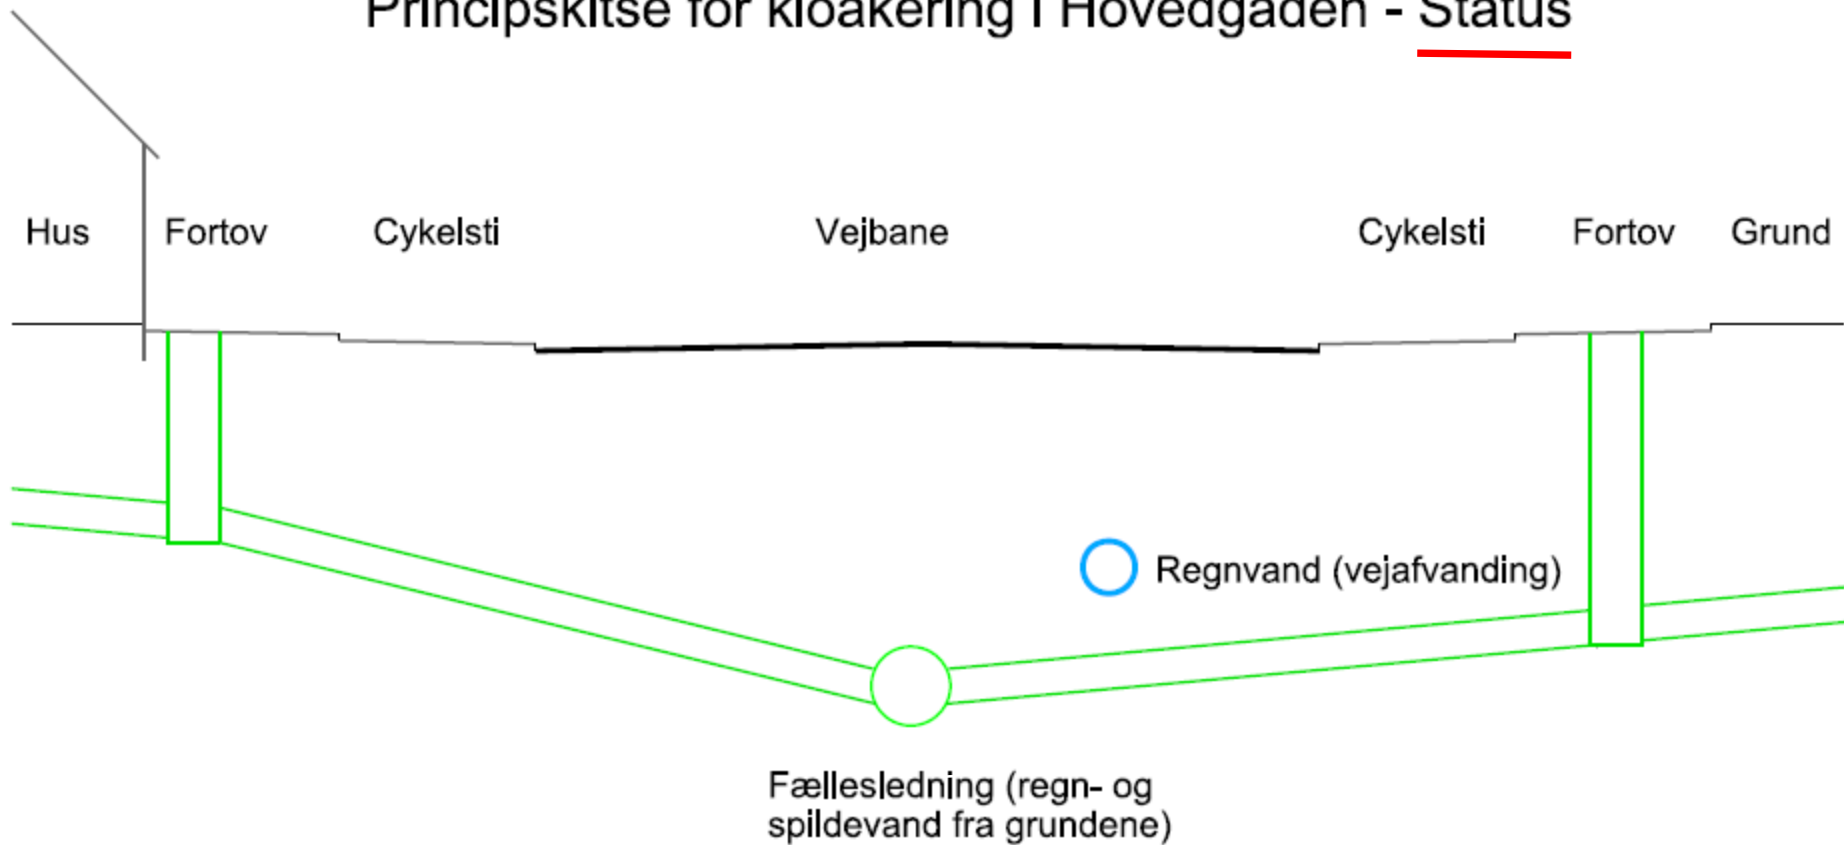 Principskitse for kloakering i Hovedgaden - Status
Hus Fortov Cykelsti Vejbane Cykelsti Fortov Grund
Regnvand (vejafvanding)
Fællesledning (regn- og
spildevand fra grundene)